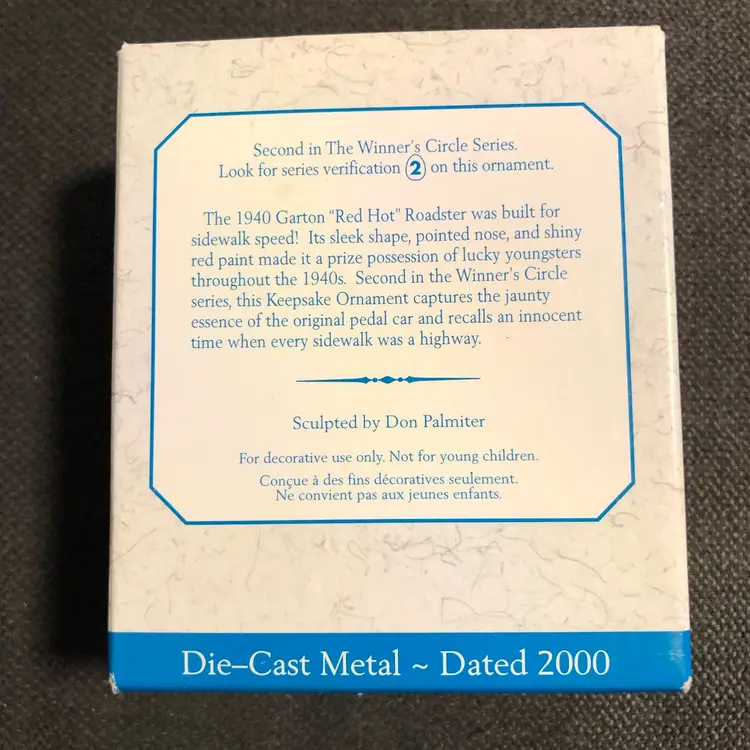 Second in The Winner's Circle Series.
Look for series verification 2 on this ornament.
The 1940 Garton "Red Hot" Roadster was built for
sidewalk speed! Its sleek shape, pointed nose, and shiny
red paint made it a prize possession of lucky youngsters
throughout the 1940s. Second in the Winner's Circle
series, this Keepsake Ornament captures the jaunty
essence of the original pedal car and recalls an innocent
time when every sidewalk was a highway.
Sculpted by Don Palmiter
For decorative use only. Not for young children.
Conçue à des fins décoratives seulement.
Ne convient pas aux jeunes enfants.
Die–Cast Metal ~ Dated 2000